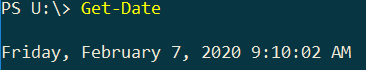 PS U:\> Get-Date
Friday, February 7, 2020 9:10:02 AM